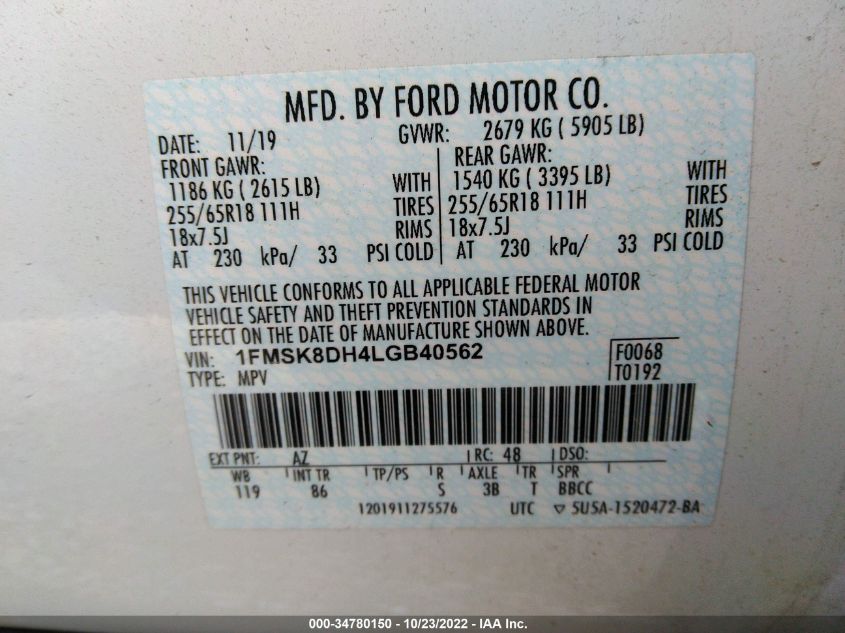 MFD. BY FORD MOTOR CO.
DATE: 11/19 GVWR: 2679 KG ( 5905 LB)
FRONT GAWR: REAR GAWR:
1186 KG ( 2615 LB) WITH 1540 KG ( 3395 LB) WITH
255/65R18 111H TIRES 255/65R18 111H TIRES
18x7.5J RIMS 18x7.5J RIMS
AT 230 kPa/ 33 PSI COLD AT 230 kPa/ 33 PSI COLD
THIS VEHICLE CONFORMS TO ALL APPLICABLE FEDERAL MOTOR
VEHICLE SAFETY AND THEFT PREVENTION STANDARDS IN
EFFECT ON THE DATE OF MANUFACTURE SHOWN ABOVE.
VIN: 1FMSK8DH4LGB40562 F0068
TYPE: MPV T0192
EXT PNT: AZ RC: 48 DSO:
WB INT TR TP/PS R AXLE TR SPR
119 86 S 3B T BBCC
1201911275576 UTC ▽ 5USA-1520472-BA
000-34780150 - 10/23/2022 - IAA Inc.